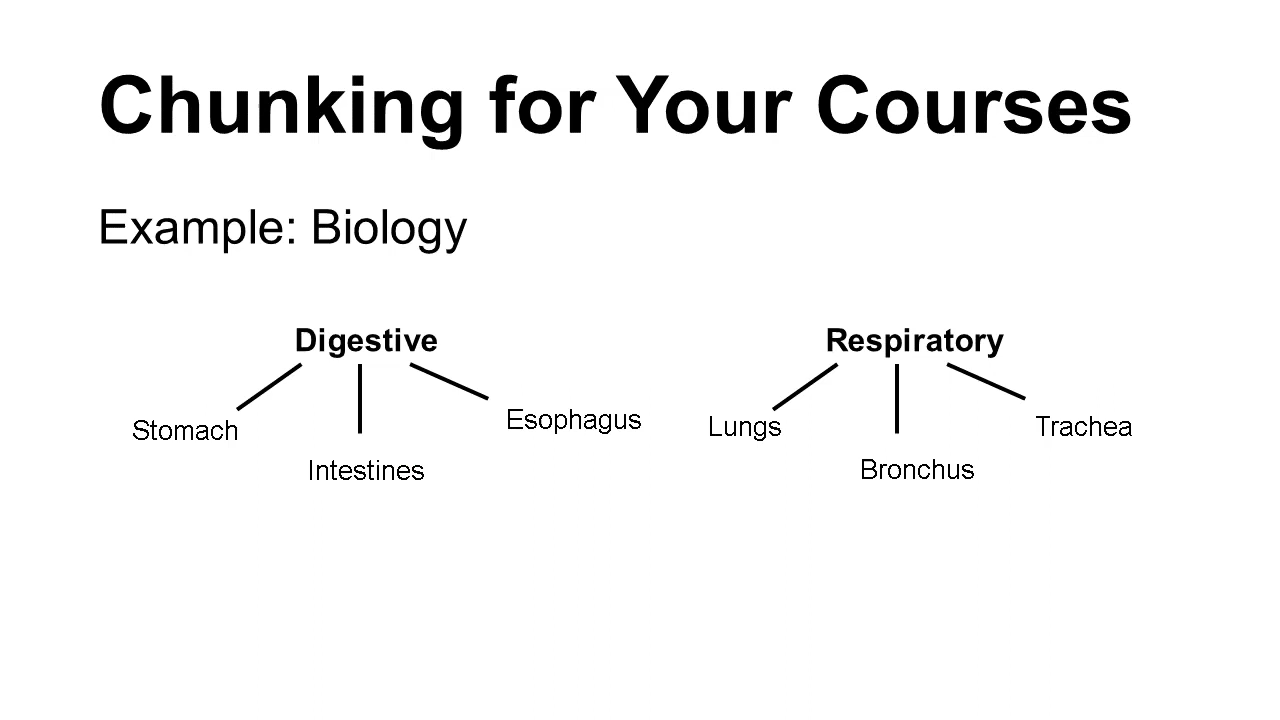 Chunking for Your Courses
Example: Biology
Digestive
Stomach
Intestines
Esophagus
Respiratory
Lungs
Bronchus
Trachea